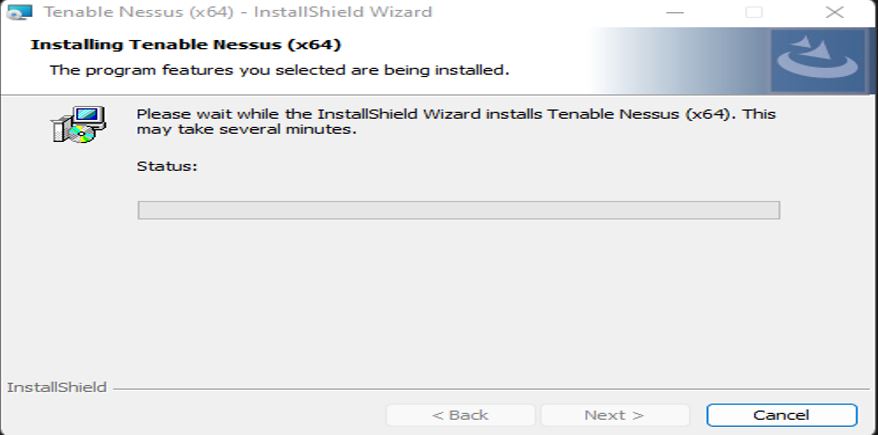 Tenable Nessus (x64) - InstallShield Wizard
Installing Tenable Nessus (x64)
The program features you selected are being installed.
Please wait while the InstallShield Wizard installs Tenable Nessus (x64). This
may take several minutes.
Status:
InstallShield
< Back
Next >
Cancel